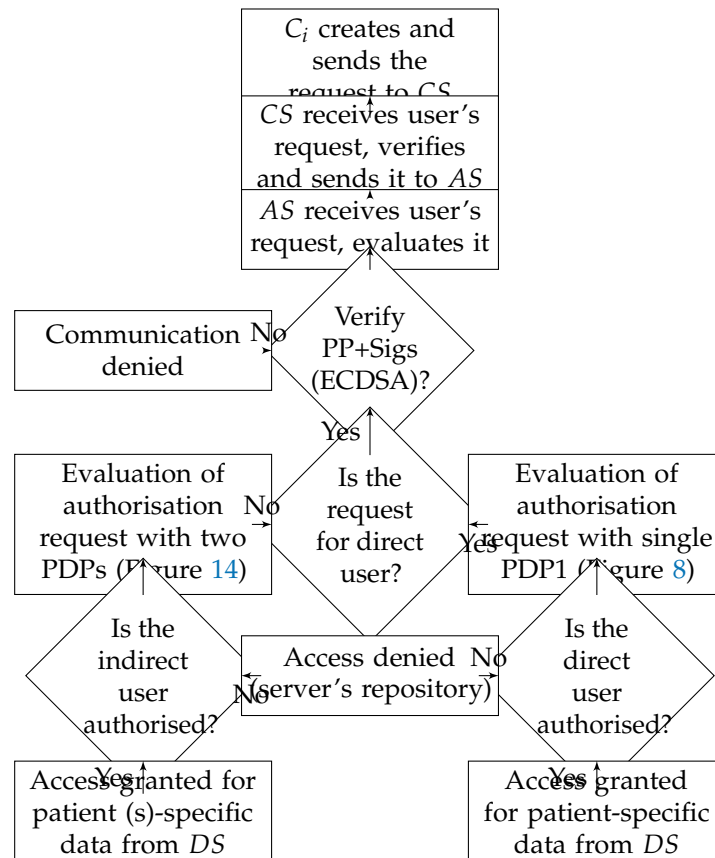 C_i creates and
sends the
request to CS
CS receives user's
request, verifies
and sends it to AS
AS receives user's
request, evaluates it
Verify
PP+Sigs
(ECDSA)?
No
Communication
denied
Yes
Is the
request
for direct
user?
No
Evaluation of
authorisation
request with two
PDPs (Figure 14)
Yes
Evaluation of
authorisation
request with single
PDP1 (Figure 8)
Is the
indirect
user
authorised?
No
Access denied
(server's repository)
No
Is the
direct
user
authorised?
Yes
Access granted for
patient (s)-specific
data from DS
Yes
Access granted
for patient-specific
data from DS